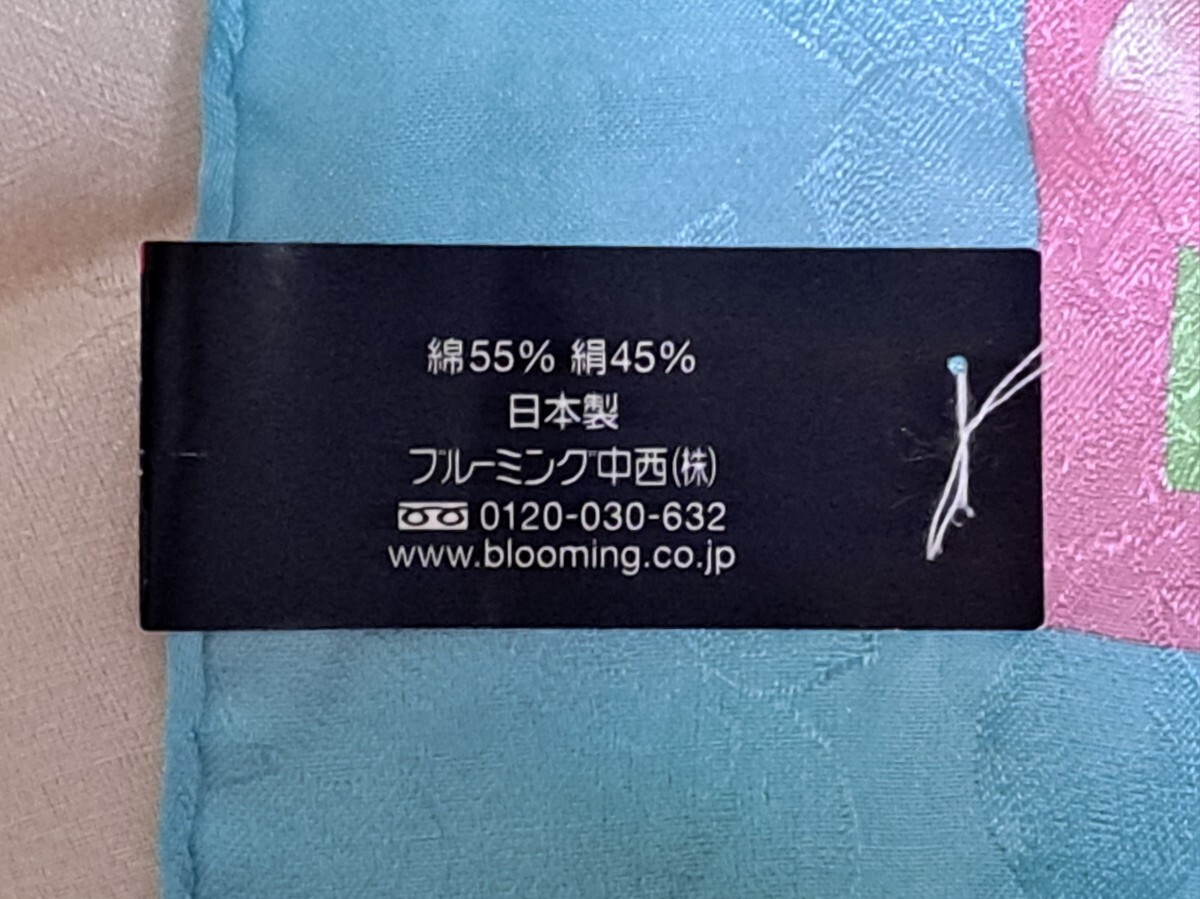 綿55% 絹45%
日本製
ブルーミング中西(株)
0120-030-632
www.blooming.co.jp